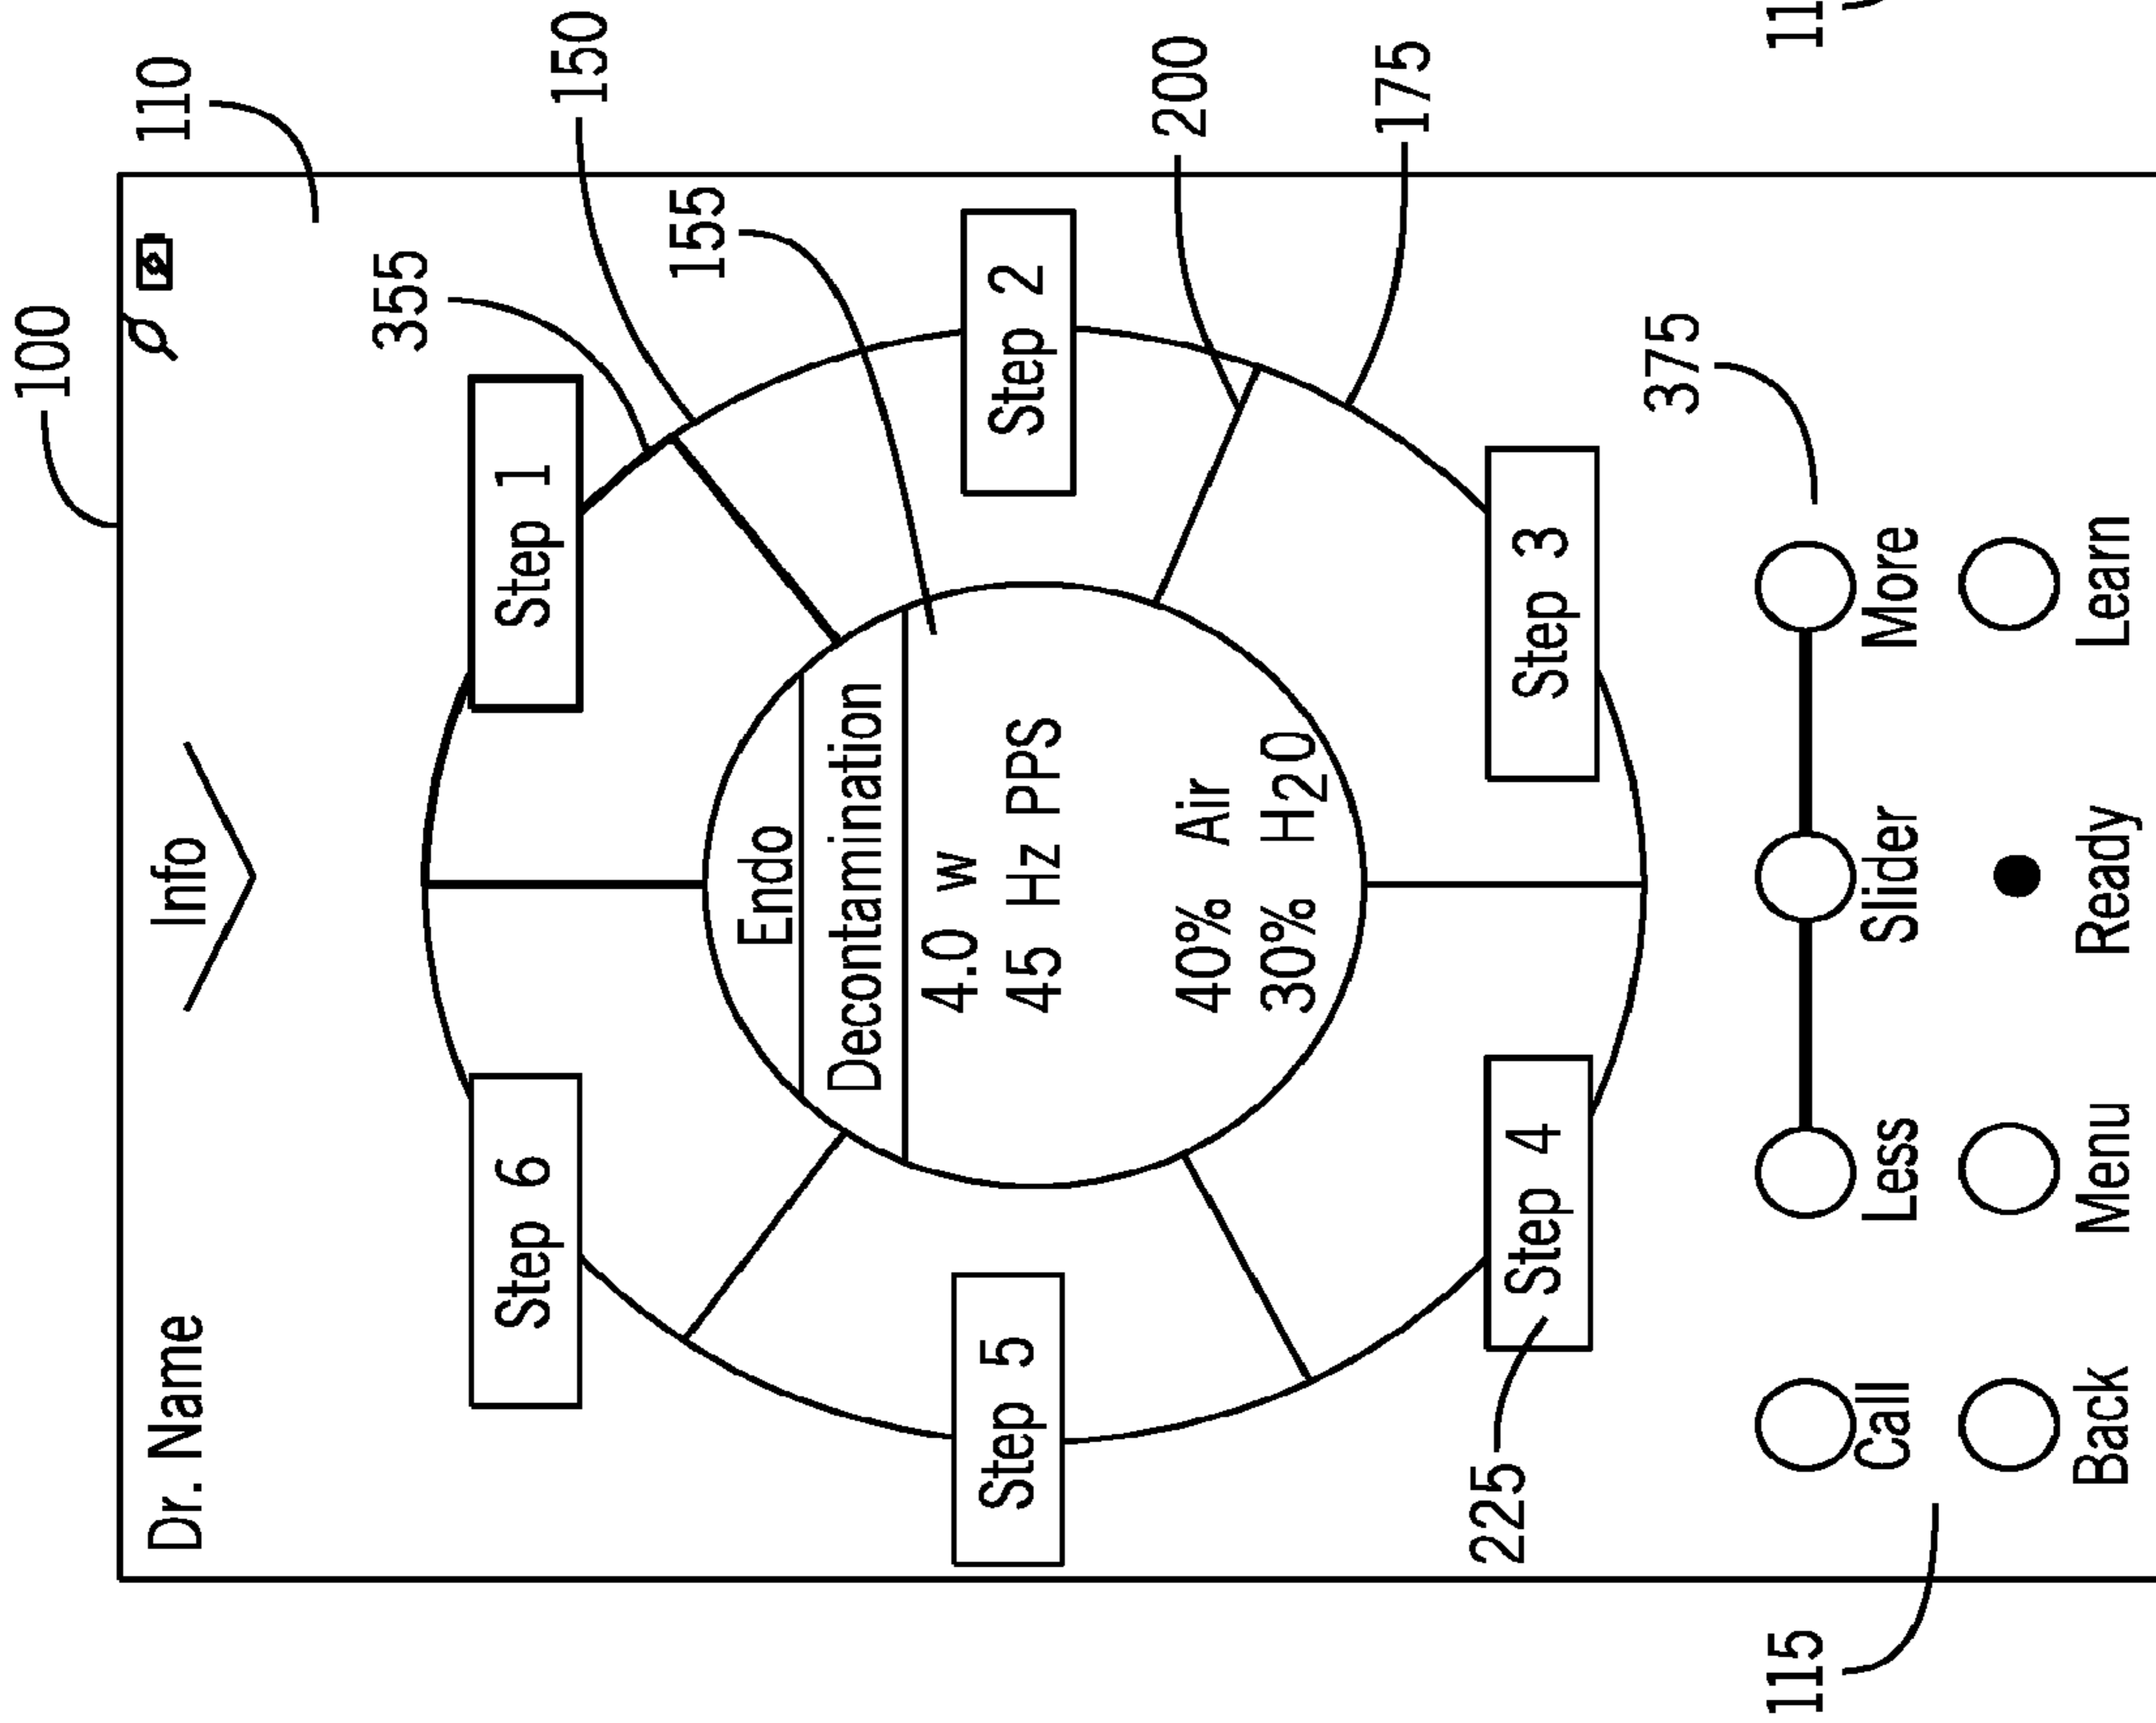 100
110
Dr. Name
Info
355
150
155
Step 6
Step 1
Endo
Decontamination
4.0 w
45 Hz PPS
Step 5
Step 2
40% Air
30% H2O
200
175
Step 4
Step 3
225
375
115
11
Call
Less
Slider
More
Back
Menu
Ready
Learn